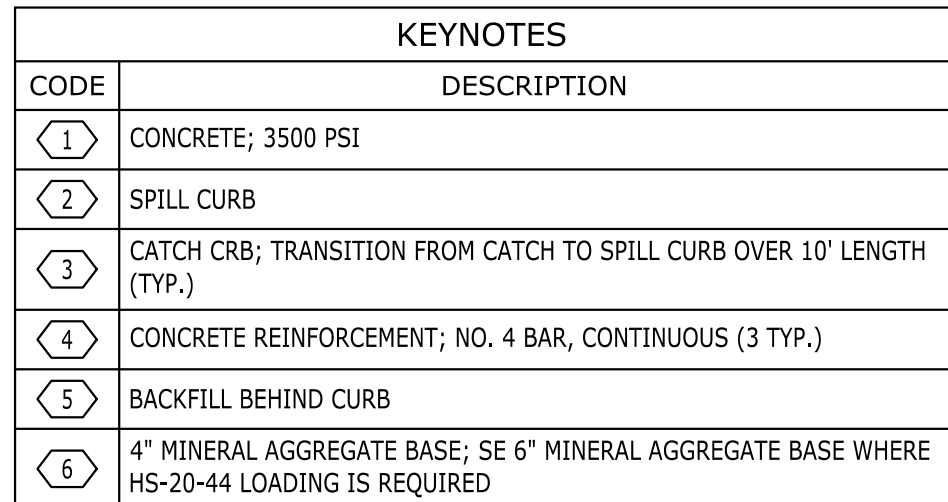 KEYNOTES
CODE DESCRIPTION
1 CONCRETE; 3500 PSI
2 SPILL CURB
3 CATCH CRB; TRANSITION FROM CATCH TO SPILL CURB OVER 10' LENGTH
(TYP.)
4 CONCRETE REINFORCEMENT; NO. 4 BAR, CONTINUOUS (3 TYP.)
5 BACKFILL BEHIND CURB
6 4" MINERAL AGGREGATE BASE; SE 6" MINERAL AGGREGATE BASE WHERE
HS-20-44 LOADING IS REQUIRED